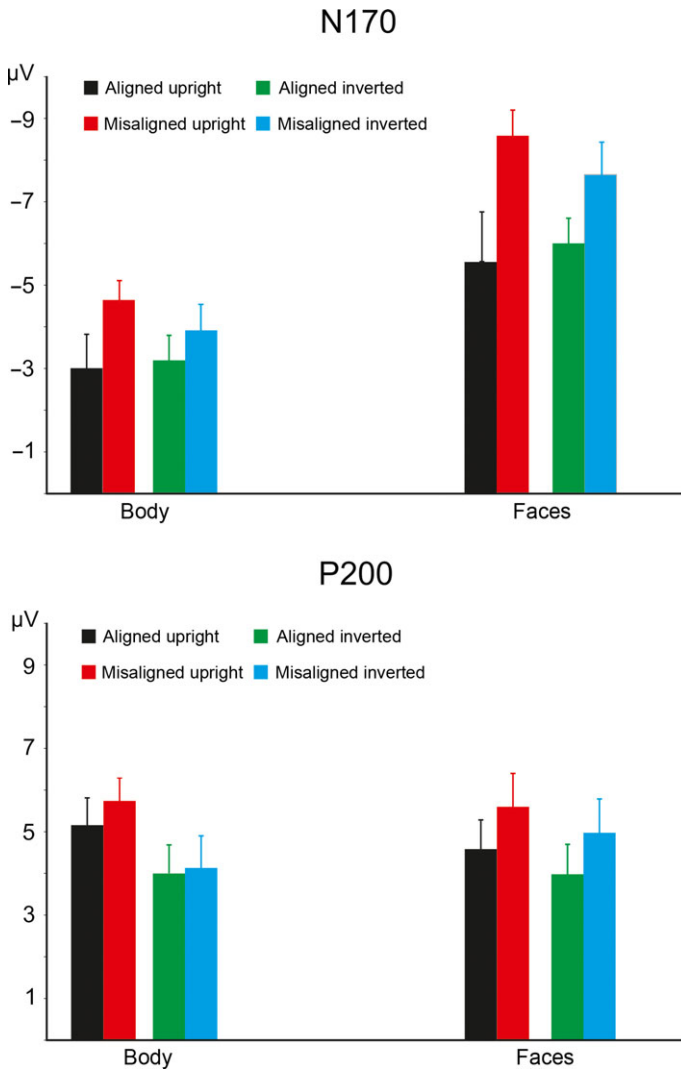 N170
µV
Aligned upright Aligned inverted
Misaligned upright Misaligned inverted
–9
–7
–5
–3
–1
Body Faces
P200
µV
Aligned upright Aligned inverted
Misaligned upright Misaligned inverted
9
7
5
3
1
Body Faces